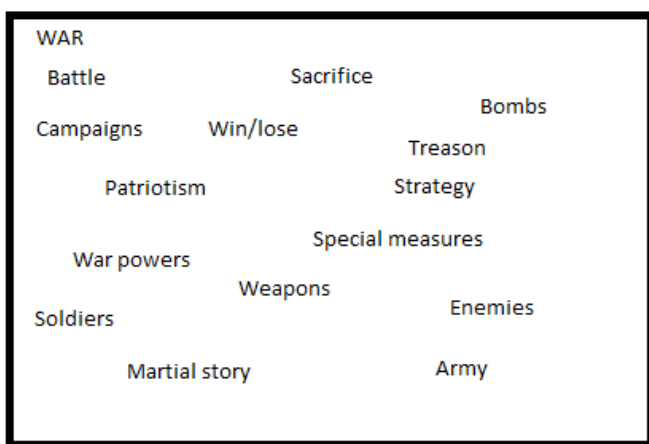 WAR
Battle
Sacrifice
Bombs
Campaigns
Win/lose
Treason
Patriotism
Strategy
Special measures
War powers
Weapons
Enemies
Soldiers
Martial story
Army